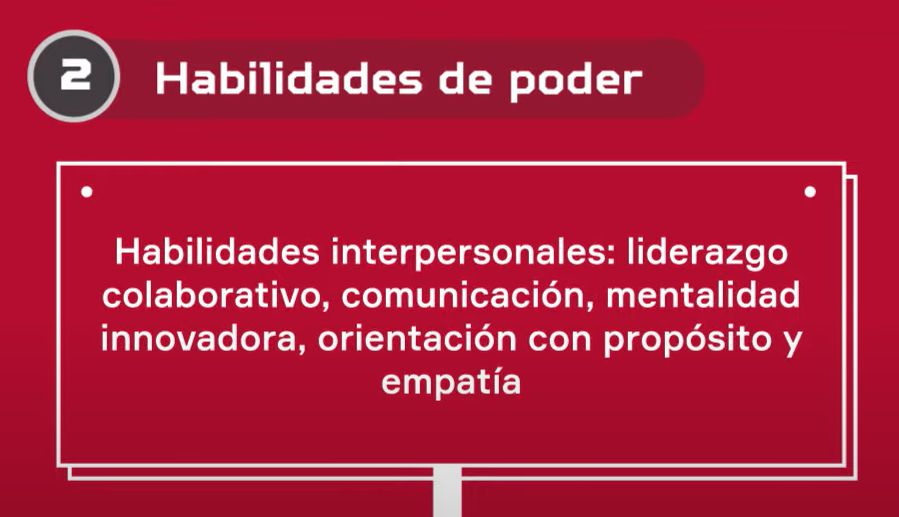 2
Habilidades de poder
Habilidades interpersonales: liderazgo
colaborativo, comunicación, mentalidad
innovadora, orientación con propósito y
empatía